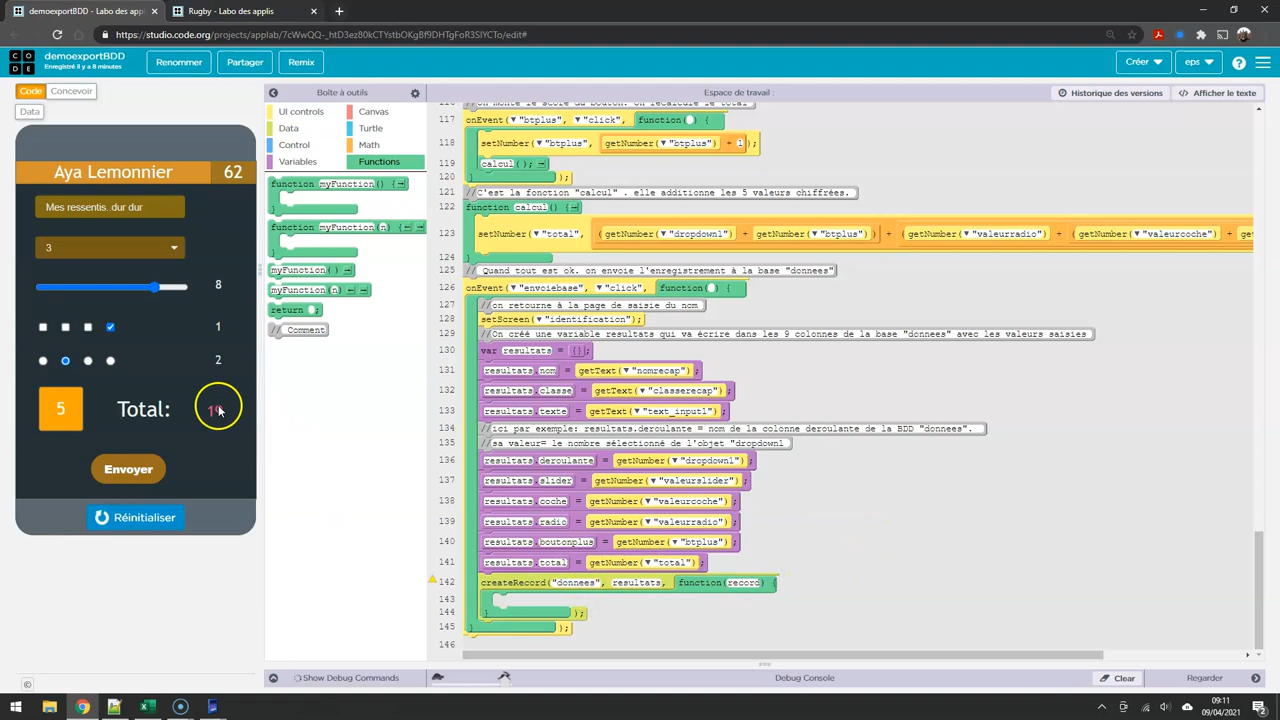 demoexportBDD - Labo des applis
Rugby - Labo des applis
studio.code.org/projects/applab/7cWwQQ-_htD3ez80kCTYstbOKgBf9DHTgFoR3SIYCTo/edit#
C O
D E
demoexportBDD
Enregistré il y a 8 minutes
Renommer
Partager
Remix
Créer
eps
Code
Concevoir
Data
Boîte à outils
Espace de travail :
Historique des versions
</> Afficher le texte
UI controls
Canvas
Data
Turtle
Control
Math
Variables
Functions
function myFunction() {
}
function myFunction(n) {
}
myFunction()
myFunction(n)
return ;
// Comment
Aya Lemonnier 62
Mes ressentis..dur dur
3
8
1
2
5 Total:
Envoyer
Réinitialiser
117 onEvent("btplus", "click", function() {
118 setNumber("btplus", getNumber("btplus") + 1);
119 calcul();
120 } );
121 //C'est la fonction "calcul" . elle additionne les 5 valeurs chiffrées.
122 function calcul() {
123 setNumber("total", (getNumber("dropdown1") + getNumber("btplus")) + (getNumber("valeurradio") + (getNumber("valeurcoche") + ge
124 }
125 // Quand tout est ok. on envoie l'enregistrement à la base "donnees"
126 onEvent("envoiebase", "click", function() {
127 //on retourne à la page de saisie du nom
128 setScreen("identification");
129 //On créé une variable resultats qui va écrire dans les 9 colonnes de la base "donnees" avec les valeurs saisies
130 var resultats = {};
131 resultats.nom = getText("nomrecap");
132 resultats.classe = getText("classerecap");
133 resultats.texte = getText("text_input1");
134 //ici par exemple: resultats.deroulante = nom de la colonne deroulante de la BDD "donnees".
135 //sa valeur= le nombre sélectionné de l'objet "dropdown1
136 resultats.deroulante = getNumber("dropdown1");
137 resultats.slider = getNumber("valeurslider");
138 resultats.coche = getNumber("valeurcoche");
139 resultats.radio = getNumber("valeurradio");
140 resultats.boutonplus = getNumber("btplus");
141 resultats.total = getNumber("total");
142 createRecord("donnees", resultats, function(record) {
143
144 } );
145 } );
146
Show Debug Commands
Debug Console
Clear
Regarder
09:11
09/04/2021